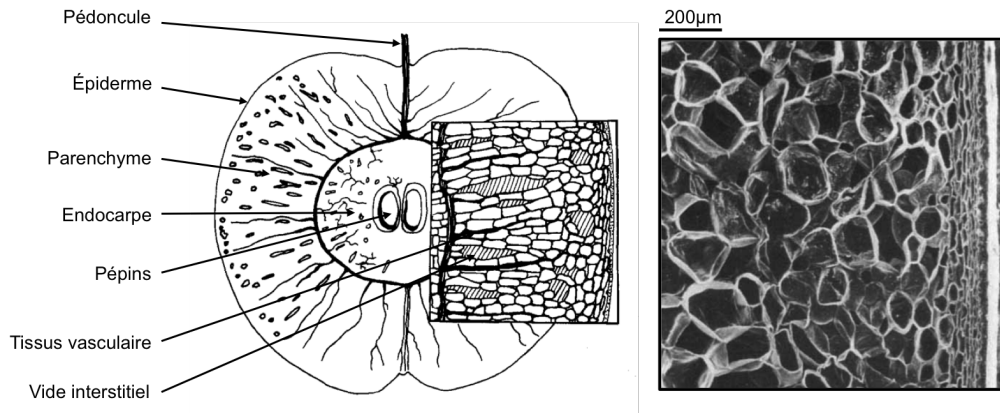 Pédoncule
Épiderme
Parenchyme
Endocarpe
Pépins
Tissus vasculaire
Vide interstitiel
200µm